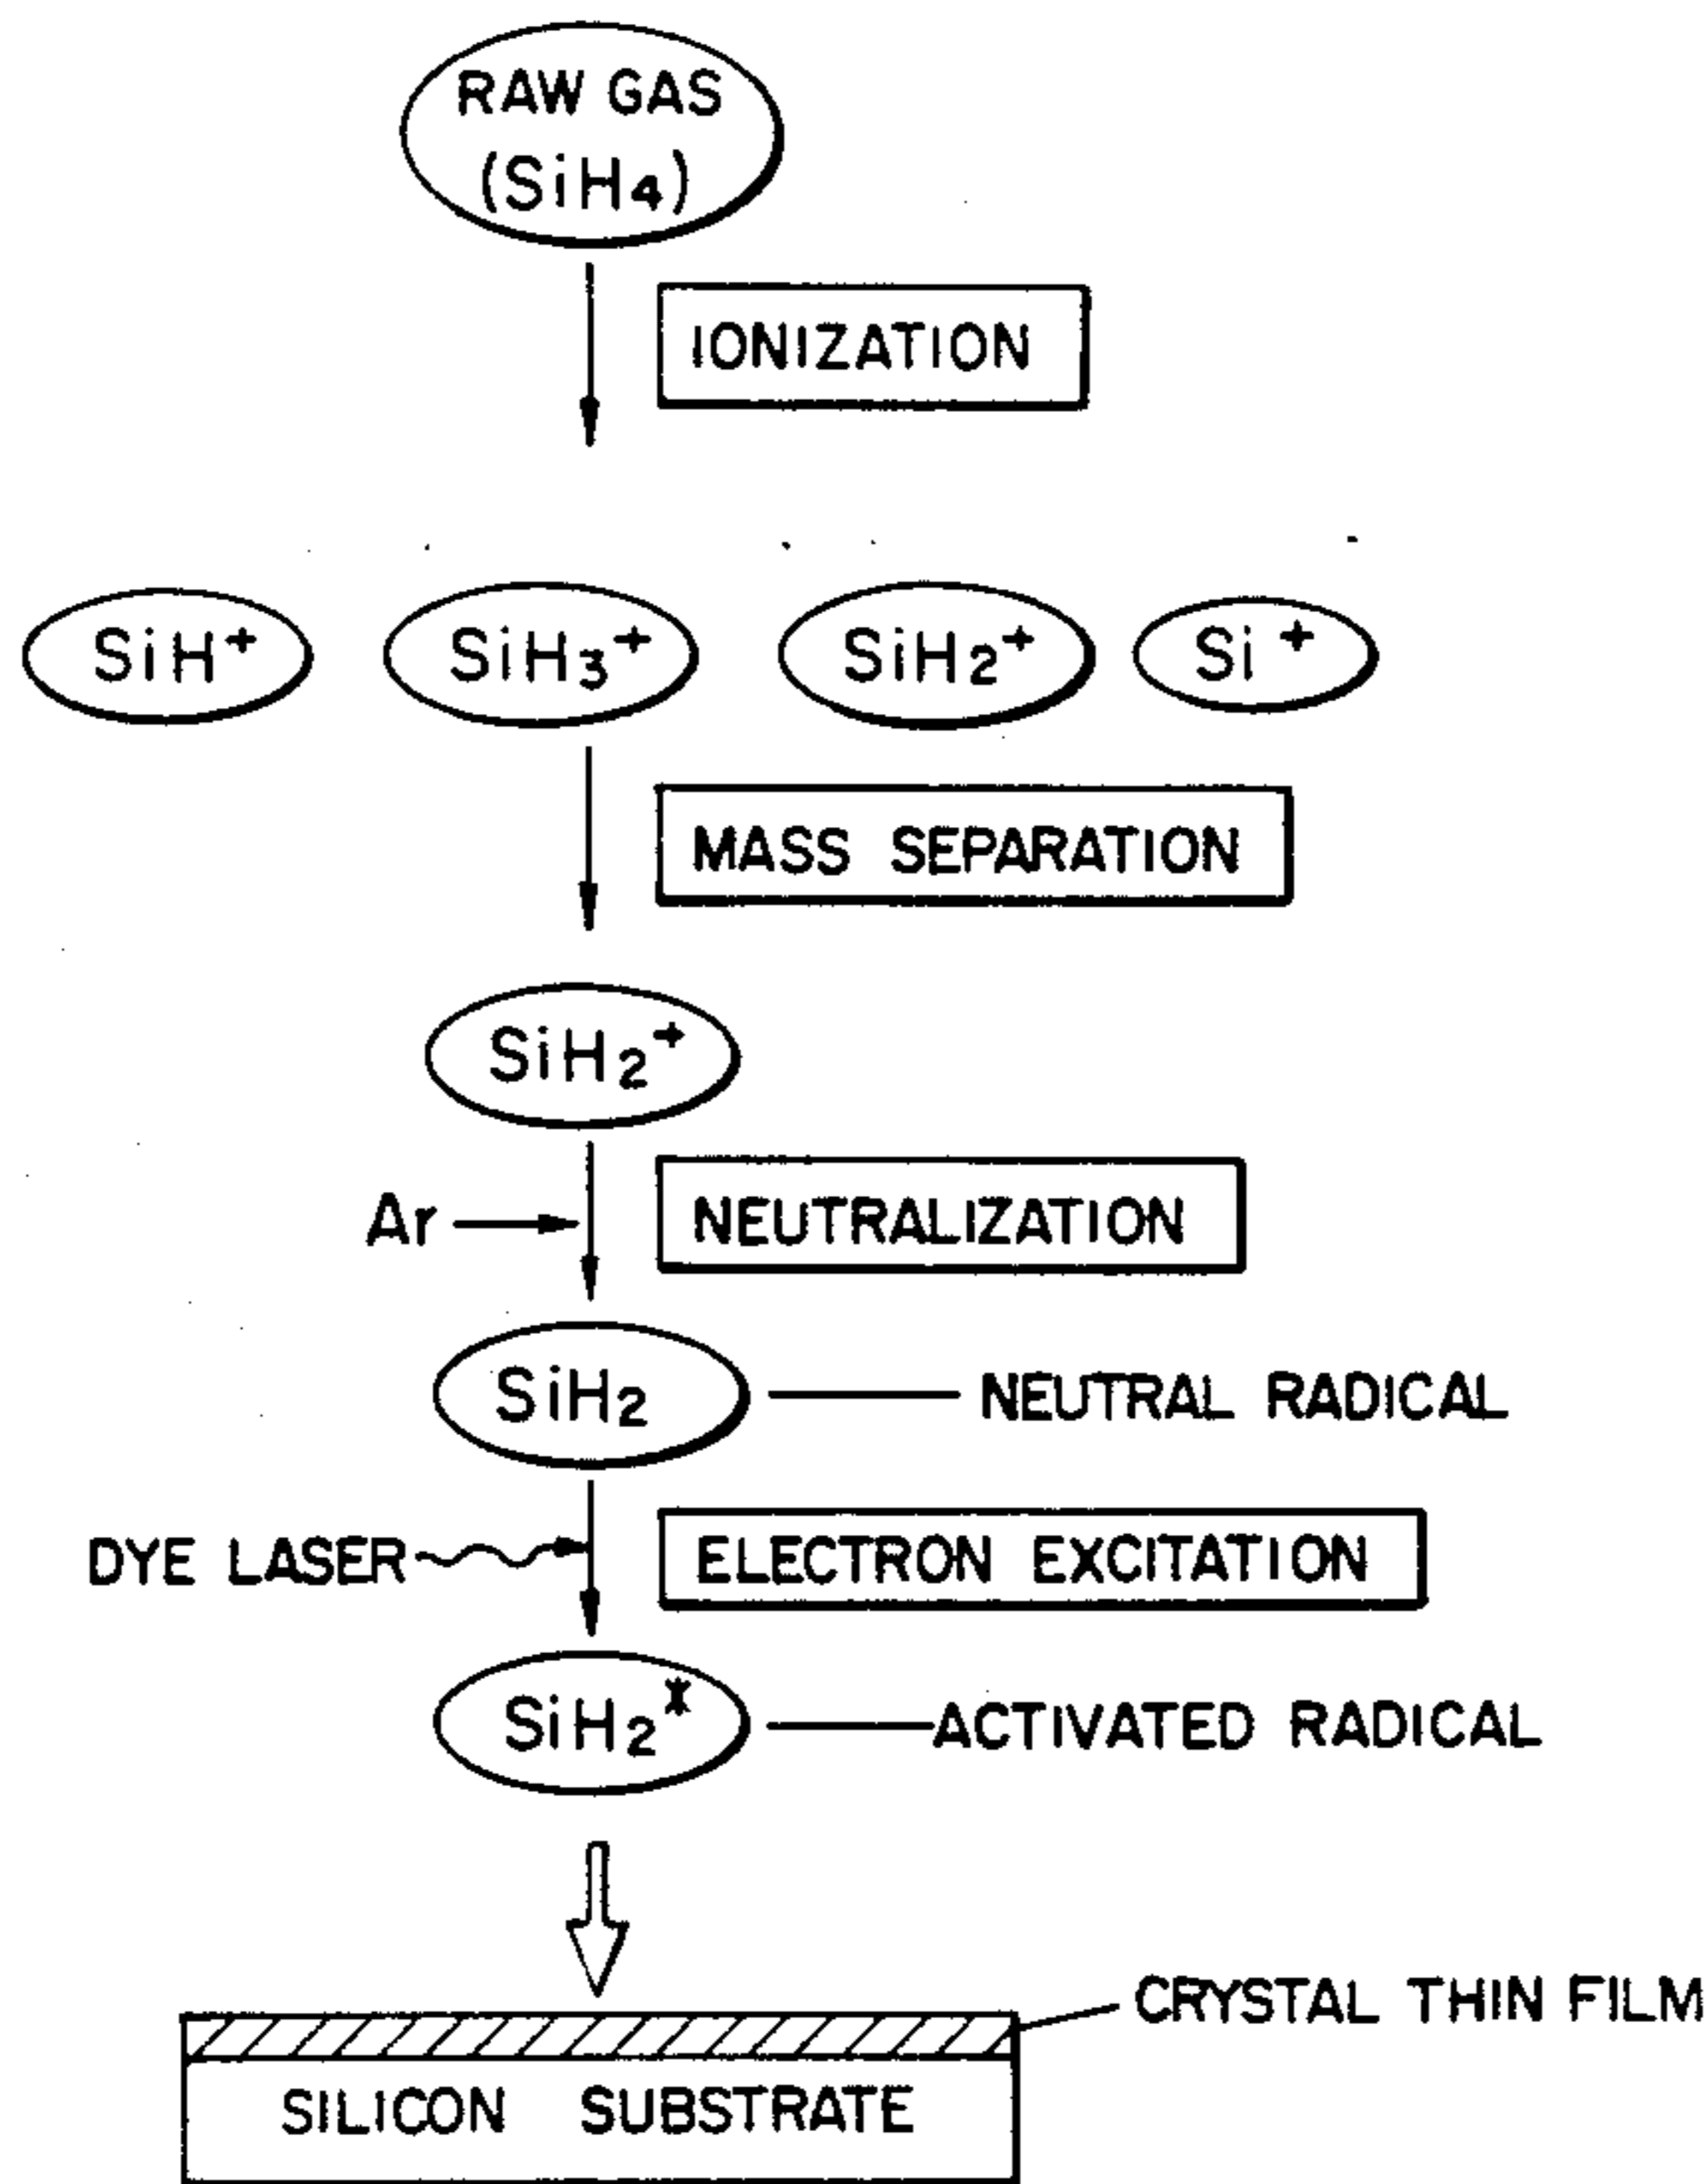 RAW GAS
(SiH4)
IONIZATION
SiH+ SiH3+ SiH2+ Si+
MASS SEPARATION
SiH2+
Ar NEUTRALIZATION
SiH2 NEUTRAL RADICAL
DYE LASER ELECTRON EXCITATION
SiH2* ACTIVATED RADICAL
CRYSTAL THIN FILM
SILICON SUBSTRATE